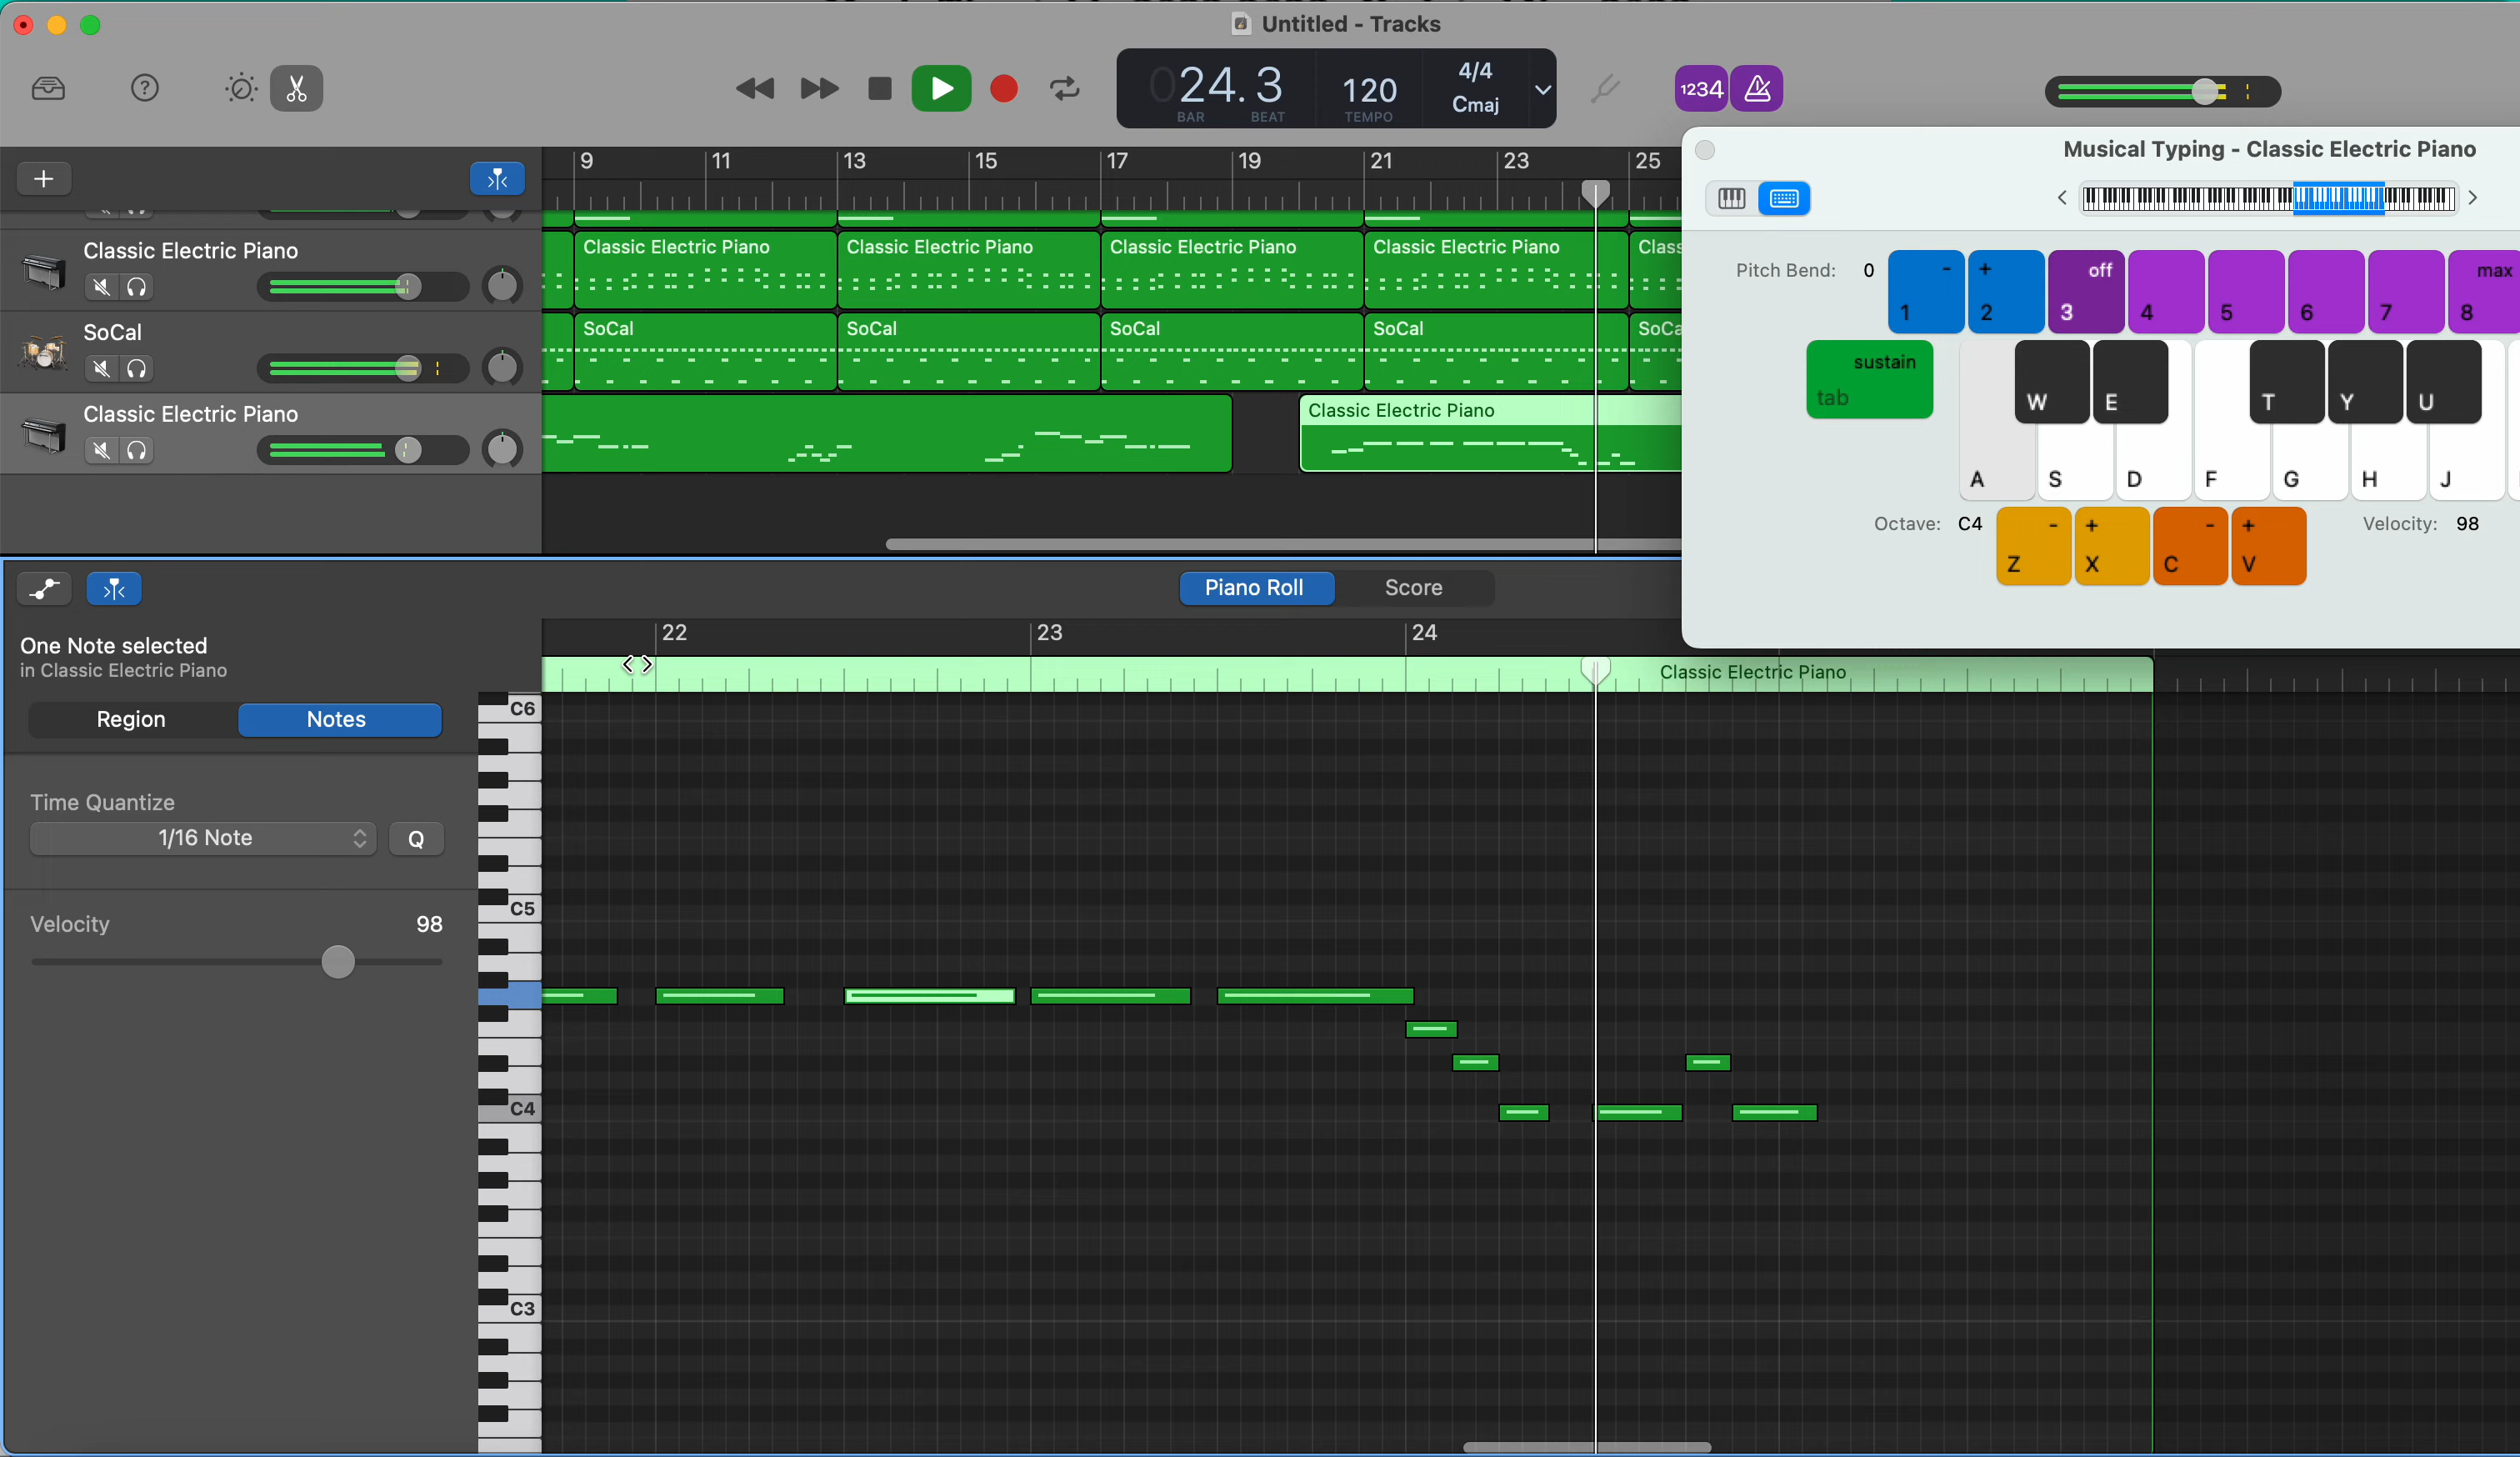 Untitled - Tracks
024.3
BAR
BEAT
120
TEMPO
4/4
Cmaj
1234
9
11
13
15
17
19
21
23
25
Musical Typing - Classic Electric Piano
Classic Electric Piano
Classic Electric Piano
Classic Electric Piano
Classic Electric Piano
Classic Electric Piano
Clas
SoCal
SoCal
SoCal
SoCal
SoCal
SoCa
Classic Electric Piano
Classic Electric Piano
Pitch Bend: 0
- + off max
1 2 3 4 5 6 7 8
sustain
tab
W E T Y U
A S D F G H J
Octave: C4
- + - +
Z X C V
Velocity: 98
Piano Roll
Score
22
23
24
One Note selected
in Classic Electric Piano
Classic Electric Piano
Region
Notes
Time Quantize
1/16 Note
Q
Velocity
98
C6
C5
C4
C3